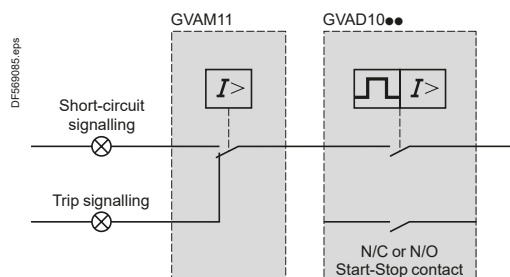 GVAM11
GVAD10●●
DF569085.eps
I>
I>
Short-circuit
signalling
Trip signalling
N/C or N/O
Start-Stop contact